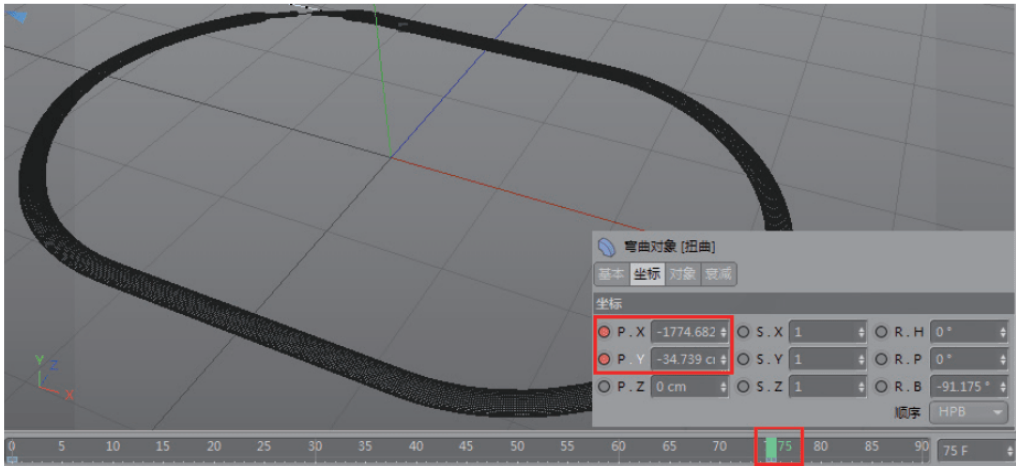 弯曲对象 [扭曲]
基本 坐标 对象 衰减
坐标
P . X -1774.682 S . X 1 R . H 0 °
P . Y -34.739 c S . Y 1 R . P 0 °
P . Z 0 cm S . Z 1 R . B -91.175 °
顺序 HPB
Y Z X
0 5 10 15 20 25 30 35 40 45 50 55 60 65 70 75 80 85 90 75 F